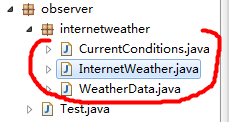 observer
internetweather
CurrentConditions.java
InternetWeather.java
WeatherData.java
Test.java